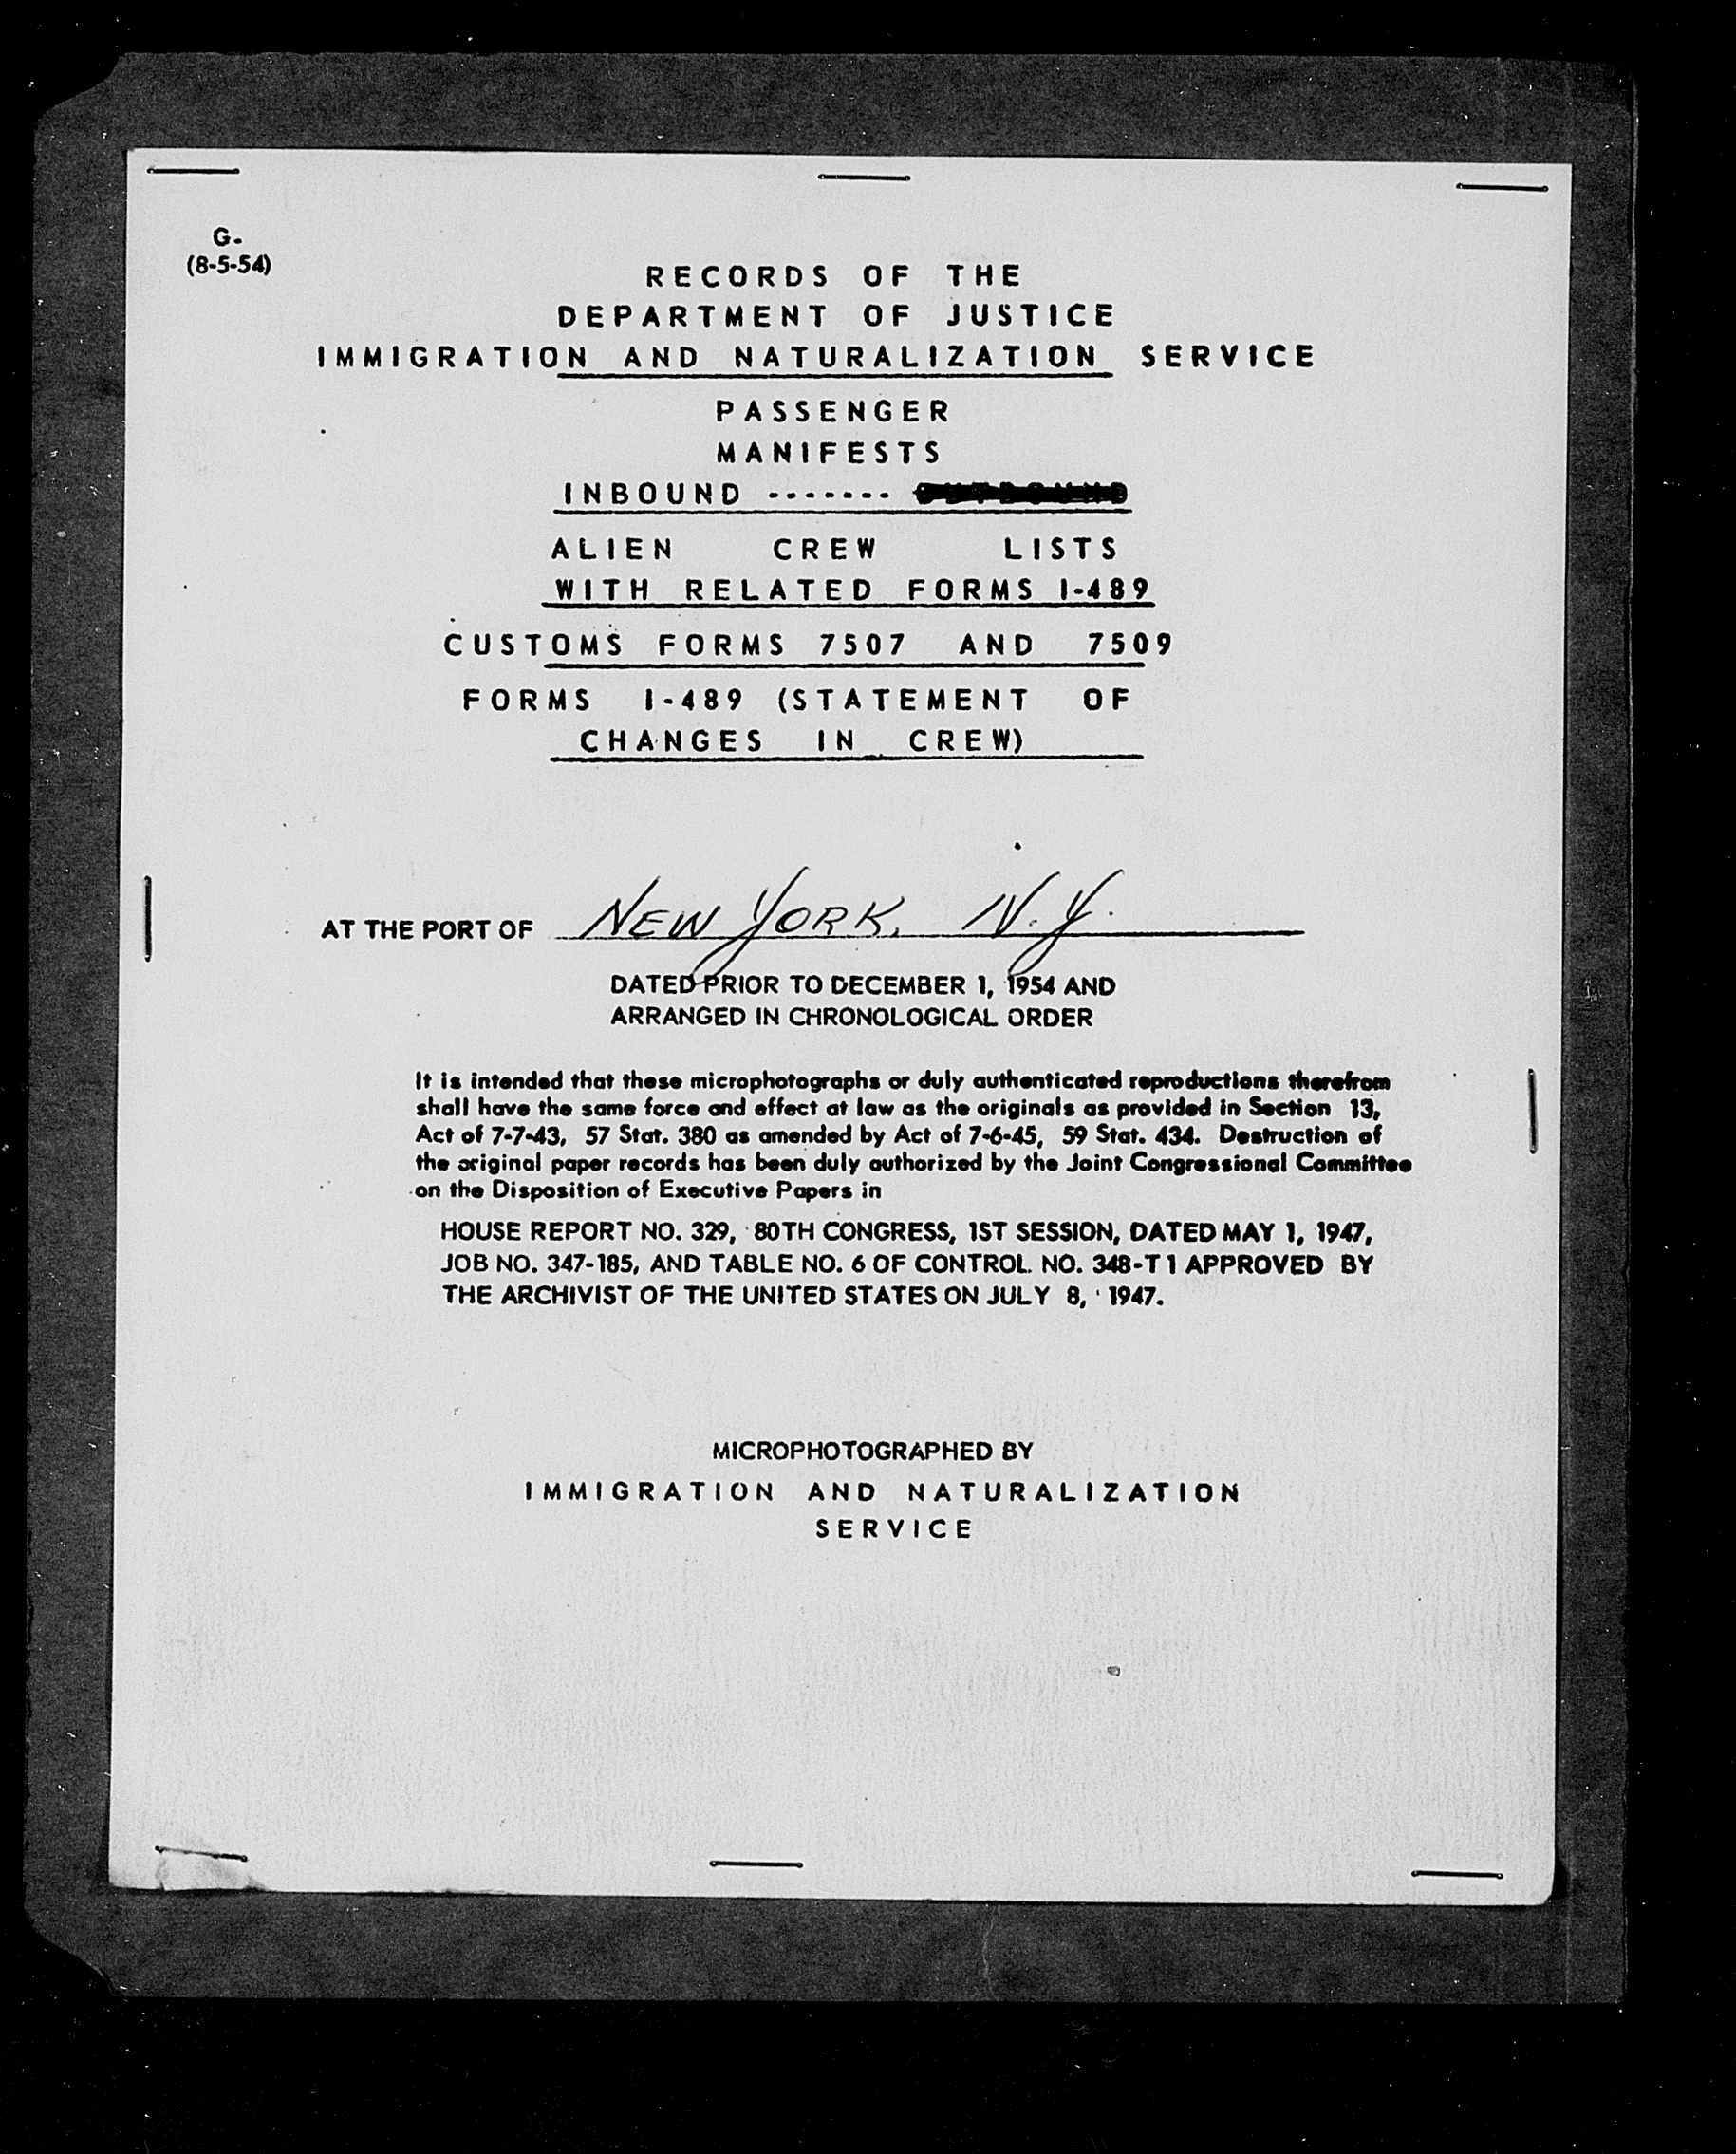 G-
(8-5-54)
RECORDS OF THE
DEPARTMENT OF JUSTICE
IMMIGRATION AND NATURALIZATION SERVICE
PASSENGER
MANIFESTS
INBOUND ------- OUTBOUND
ALIEN CREW LISTS
WITH RELATED FORMS I-489
CUSTOMS FORMS 7507 AND 7509
FORMS I-489 (STATEMENT OF
CHANGES IN CREW)
AT THE PORT OF NEW YORK, N.Y.
DATED PRIOR TO DECEMBER 1, 1954 AND
ARRANGED IN CHRONOLOGICAL ORDER
It is intended that these microphotographs or duly authenticated reproductions therefrom
shall have the same force and effect at law as the originals as provided in Section 13,
Act of 7-7-43, 57 Stat. 380 as amended by Act of 7-6-45, 59 Stat. 434. Destruction of
the original paper records has been duly authorized by the Joint Congressional Committee
on the Disposition of Executive Papers in
HOUSE REPORT NO. 329, 80TH CONGRESS, 1ST SESSION, DATED MAY 1, 1947,
JOB NO. 347-185, AND TABLE NO. 6 OF CONTROL NO. 348-T1 APPROVED BY
THE ARCHIVIST OF THE UNITED STATES ON JULY 8, 1947.
MICROPHOTOGRAPHED BY
IMMIGRATION AND NATURALIZATION
SERVICE